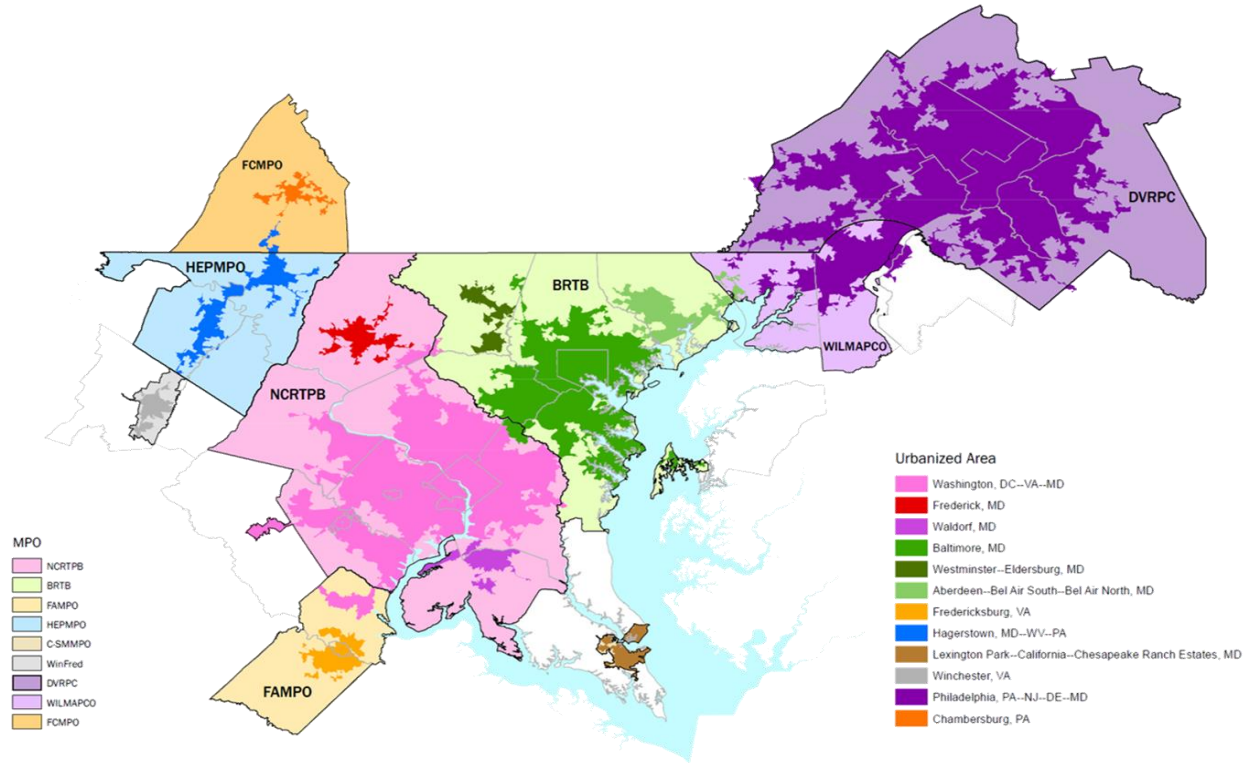 FCMPO
DVRPC
HEPMPO
BRTB
WILMAPCO
NCRTPB
FAMPO
MPO
NCRTPB
BRTB
FAMPO
HEPMPO
C-SMMPO
WinFred
DVRPC
WILMAPCO
FCMPO
Urbanized Area
Washington, DC--VA--MD
Frederick, MD
Waldorf, MD
Baltimore, MD
Westminster--Eldersburg, MD
Aberdeen--Bel Air South--Bel Air North, MD
Fredericksburg, VA
Hagerstown, MD--WV--PA
Lexington Park--California--Chesapeake Ranch Estates, MD
Winchester, VA
Philadelphia, PA--NJ--DE--MD
Chambersburg, PA